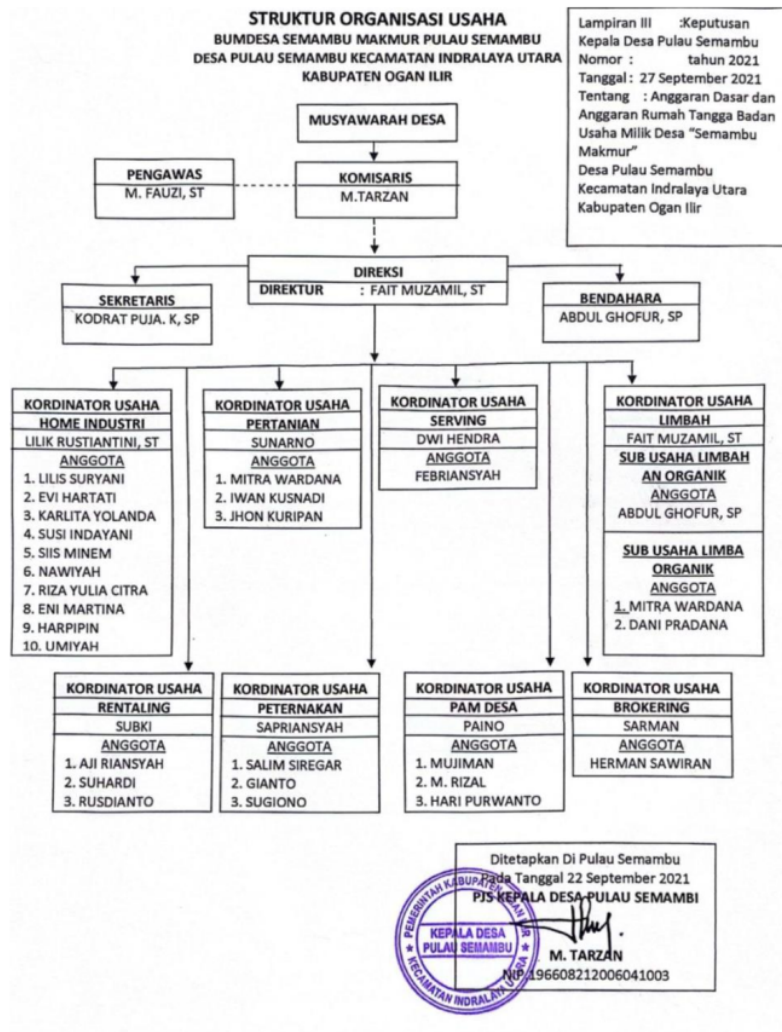 STRUKTUR ORGANISASI USAHA
BUMDESA SEMAMBU MAKMUR PULAU SEMAMBU
DESA PULAU SEMAMBU KECAMATAN INDRALAYA UTARA
KABUPATEN OGAN ILIR
Lampiran III :Keputusan
Kepala Desa Pulau Semambu
Nomor : tahun 2021
Tanggal : 27 September 2021
Tentang : Anggaran Dasar dan
Anggaran Rumah Tangga Badan
Usaha Milik Desa “Semambu
Makmur”
Desa Pulau Semambu
Kecamatan Indralaya Utara
Kabupaten Ogan Ilir
MUSYAWARAH DESA
PENGAWAS
M. FAUZI, ST
KOMISARIS
M.TARZAN
DIREKSI
DIREKTUR : FAIT MUZAMIL, ST
SEKRETARIS
KODRAT PUJA. K, SP
BENDAHARA
ABDUL GHOFUR, SP
KORDINATOR USAHA
HOME INDUSTRI
LILIK RUSTIANTINI, ST
ANGGOTA
1. LILIS SURYANI
2. EVI HARTATI
3. KARLITA YOLANDA
4. SUSI INDAYANI
5. SIIS MINEM
6. NAWIYAH
7. RIZA YULIA CITRA
8. ENI MARTINA
9. HARPIPIN
10. UMIYAH
KORDINATOR USAHA
PERTANIAN
SUNARNO
ANGGOTA
1. MITRA WARDANA
2. IWAN KUSNADI
3. JHON KURIPAN
KORDINATOR USAHA
SERVING
DWI HENDRA
ANGGOTA
FEBRIANSYAH
KORDINATOR USAHA
LIMBAH
FAIT MUZAMIL, ST
SUB USAHA LIMBAH
AN ORGANIK
ANGGOTA
ABDUL GHOFUR, SP
SUB USAHA LIMBA
ORGANIK
ANGGOTA
1. MITRA WARDANA
2. DANI PRADANA
KORDINATOR USAHA
RENTALING
SUBKI
ANGGOTA
1. AJI RIANSYAH
2. SUHARDI
3. RUSDIANTO
KORDINATOR USAHA
PETERNAKAN
SAPRIANSYAH
ANGGOTA
1. SALIM SIREGAR
2. GIANTO
3. SUGIONO
KORDINATOR USAHA
PAM DESA
PAINO
ANGGOTA
1. MUJIMAN
2. M. RIZAL
3. HARI PURWANTO
KORDINATOR USAHA
BROKERING
SARMAN
ANGGOTA
HERMAN SAWIRAN
Ditetapkan Di Pulau Semambu
Pada Tanggal 22 September 2021
PJS KEPALA DESA PULAU SEMAMBI
M. TARZAN
NIP.196608212006041003
PEMERINTAH KABUPATEN OGAN ILIR
KEPALA DESA
PULAU SEMAMBU
KECAMATAN INDRALAYA UTARA